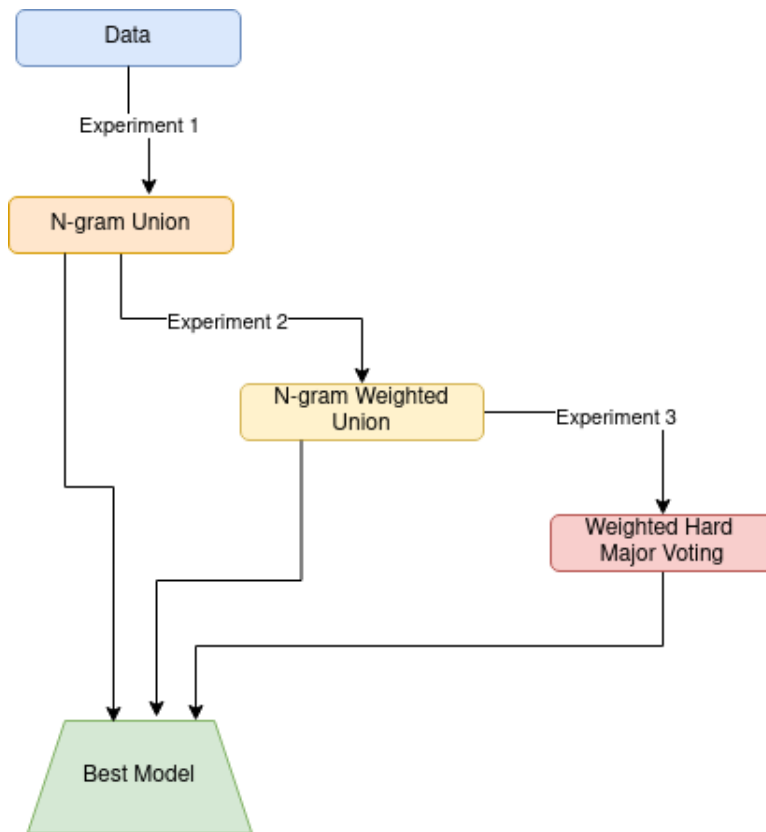 Data
Experiment 1
N-gram Union
Experiment 2
N-gram Weighted
Union
Experiment 3
Weighted Hard
Major Voting
Best Model